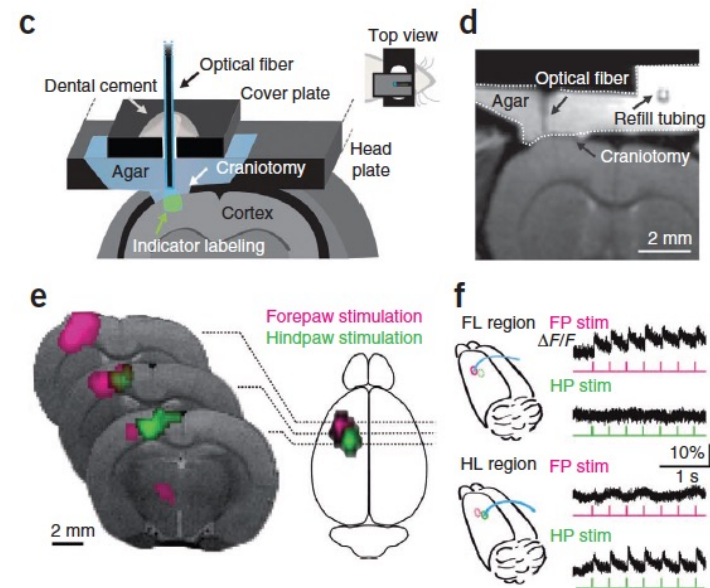 c
Top view
Optical fiber
Dental cement
Cover plate
Craniotomy
Head
plate
Agar
Cortex
Indicator labeling
d
Optical fiber
Agar
Refill tubing
Craniotomy
2 mm
e
Forepaw stimulation
Hindpaw stimulation
2 mm
f
FL region
FP stim
ΔF/F
HP stim
10%
1 s
HL region
FP stim
HP stim